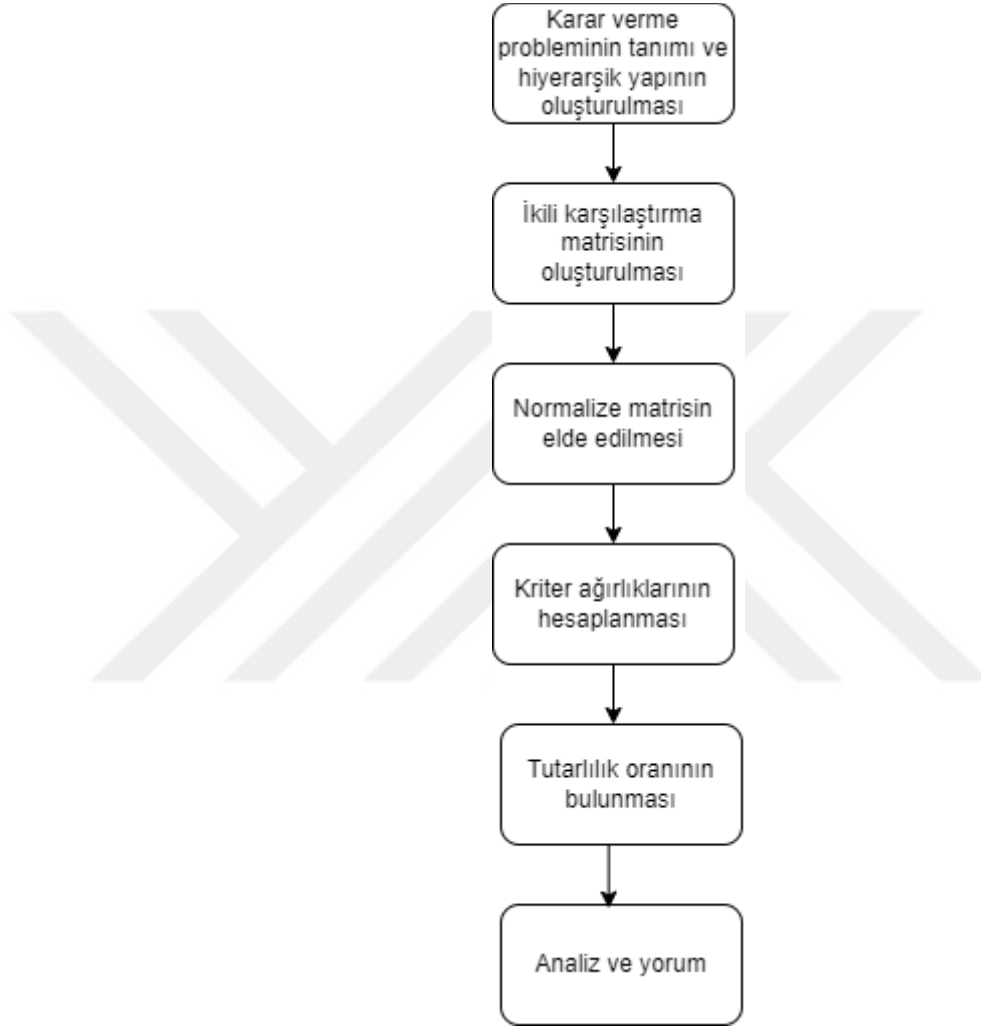 Karar verme
probleminin tanımı ve
hiyerarşik yapının
oluşturulması
İkili karşılaştırma
matrisinin
oluşturulması
Normalize matrisin
elde edilmesi
Kriter ağırlıklarının
hesaplanması
Tutarlılık oranının
bulunması
Analiz ve yorum